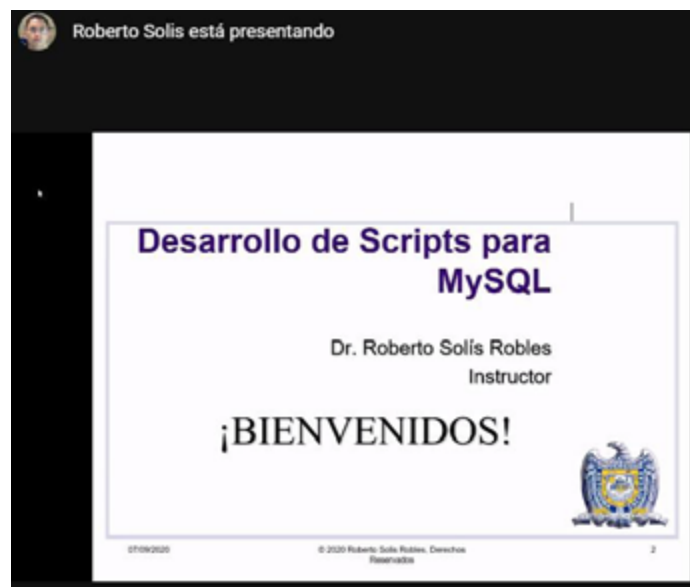 Roberto Solis está presentando
Desarrollo de Scripts para
MySQL
Dr. Roberto Solís Robles
Instructor
¡BIENVENIDOS!
07/09/2020
© 2020 Roberto Solís Robles, Derechos
Reservados
2